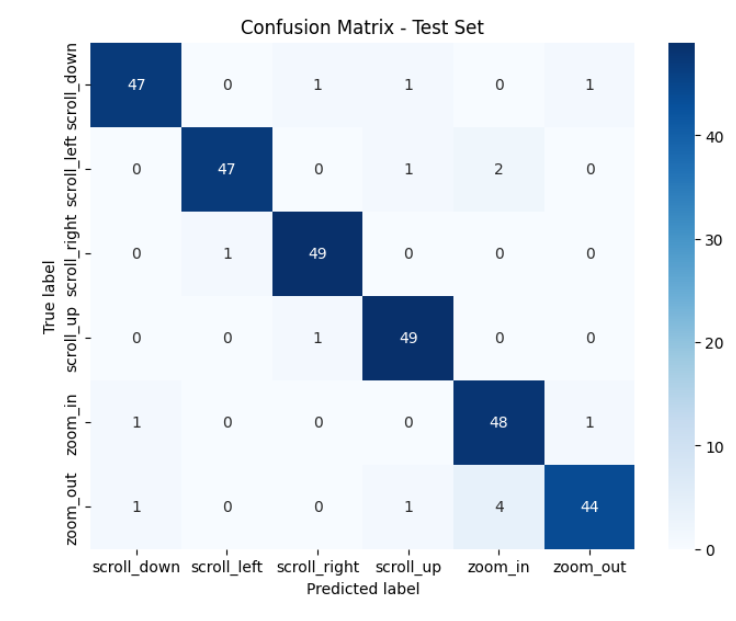 Confusion Matrix - Test Set
True label
scroll_down 47 0 1 1 0 1
scroll_left 0 47 0 1 2 0
scroll_right 0 1 49 0 0 0
scroll_up 0 0 1 49 0 0
zoom_in 1 0 0 0 48 1
zoom_out 1 0 0 1 4 44
scroll_down scroll_left scroll_right scroll_up zoom_in zoom_out
Predicted label
40
30
20
10
0